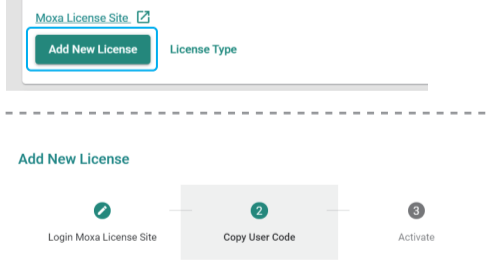 Moxa License Site
Add New License
License Type
Add New License
2
3
Login Moxa License Site
Copy User Code
Activate